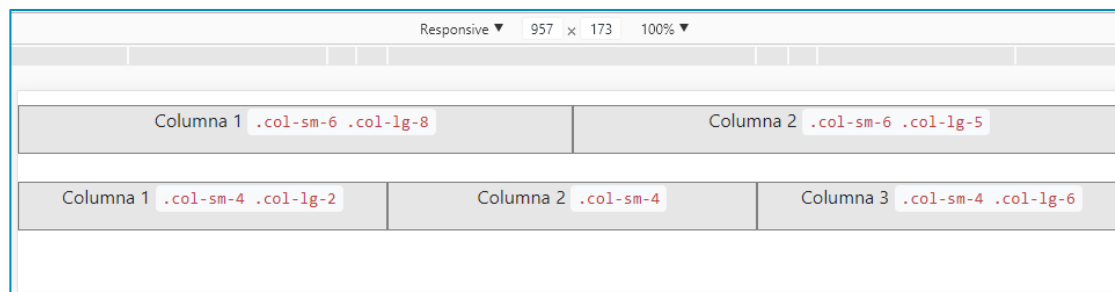 Responsive ▼ 957 × 173 100% ▼
Columna 1 .col-sm-6 .col-lg-8 Columna 2 .col-sm-6 .col-lg-5
Columna 1 .col-sm-4 .col-lg-2 Columna 2 .col-sm-4 Columna 3 .col-sm-4 .col-lg-6